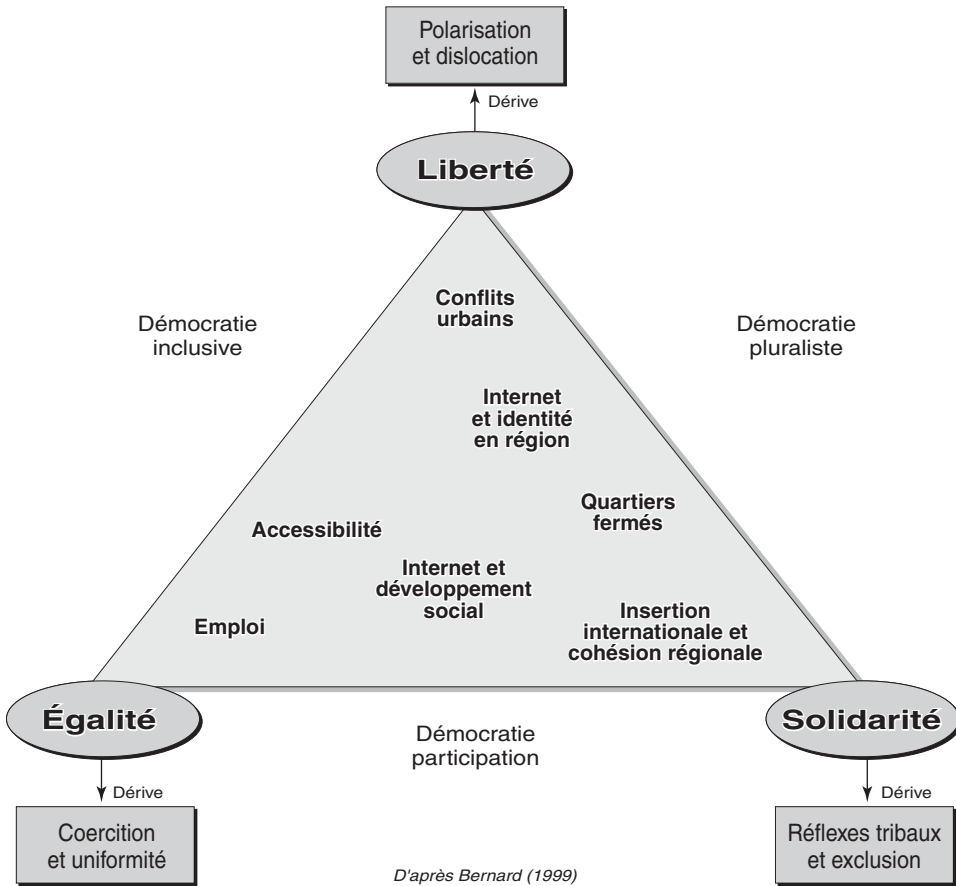 Polarisation
et dislocation
Dérive
Liberté
Conflits
urbains
Démocratie
inclusive
Démocratie
pluraliste
Internet
et identité
en région
Quartiers
fermés
Accessibilité
Internet et
développement
social
Insertion
internationale et
cohésion régionale
Emploi
Égalité
Solidarité
Démocratie
participation
Dérive
Dérive
Coercition
et uniformité
Réflexes tribaux
et exclusion
D'après Bernard (1999)